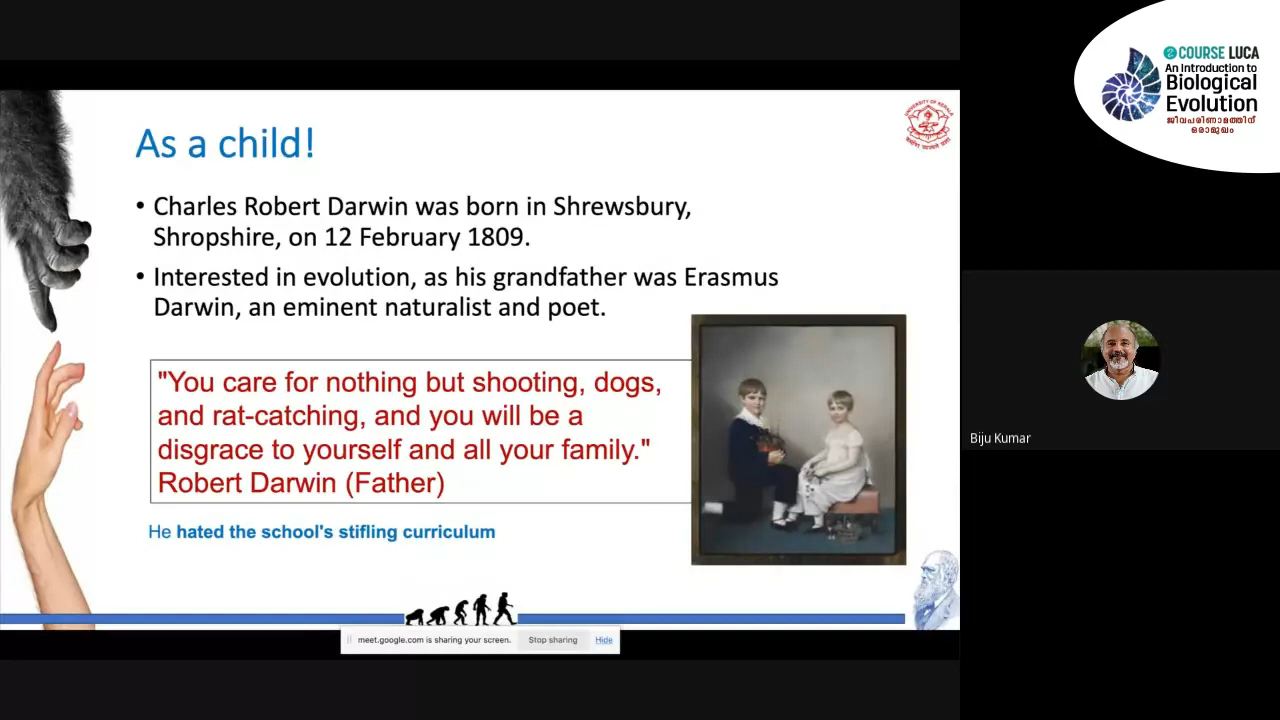 COURSE LUCA
An Introduction to
Biological
Evolution
ജീവപരിണാമത്തിന്
ഒരാമുഖം
UNIVERSITY OF KERALA
As a child!
• Charles Robert Darwin was born in Shrewsbury,
Shropshire, on 12 February 1809.
• Interested in evolution, as his grandfather was Erasmus
Darwin, an eminent naturalist and poet.
"You care for nothing but shooting, dogs,
and rat-catching, and you will be a
disgrace to yourself and all your family."
Robert Darwin (Father)
He hated the school's stifling curriculum
meet.google.com is sharing your screen. Stop sharing Hide
Biju Kumar